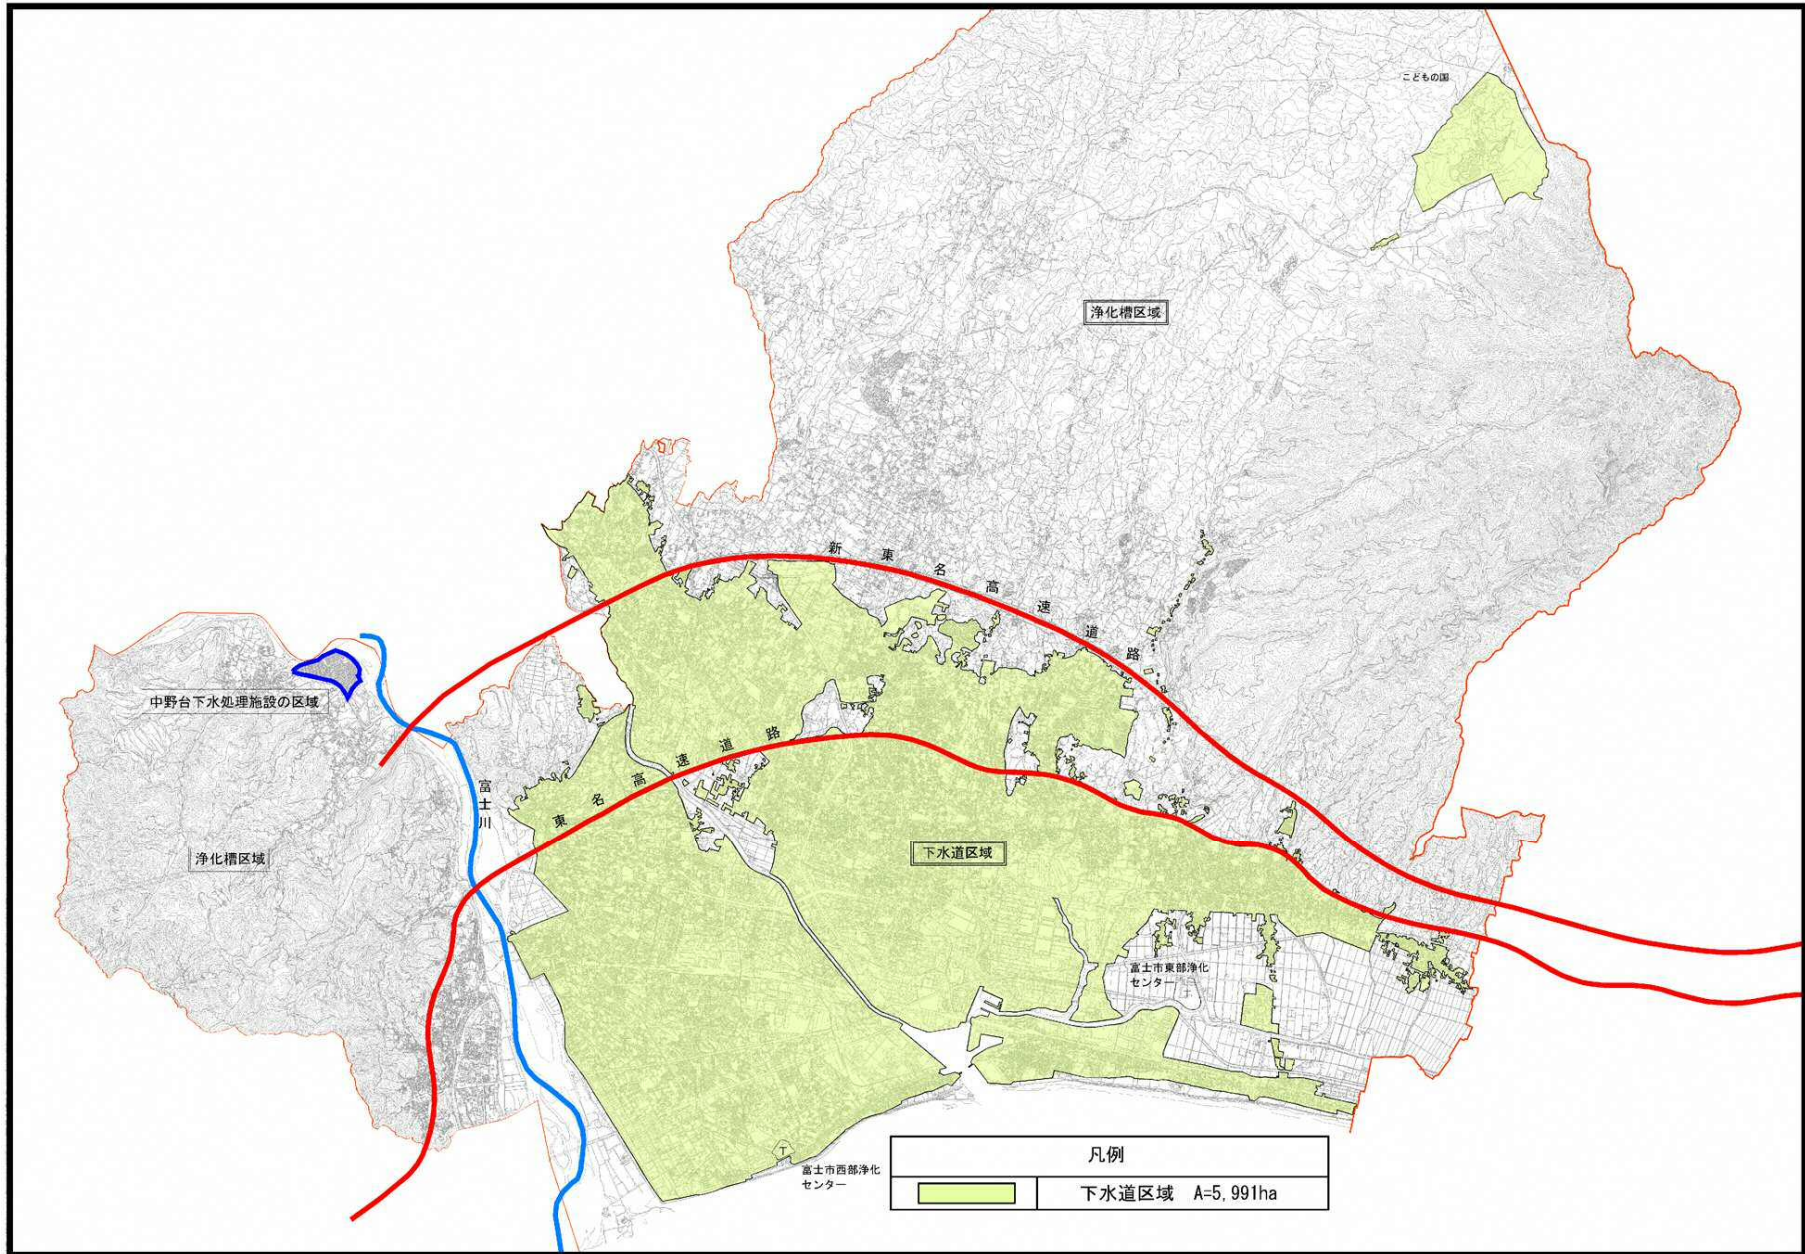 こどもの国
浄化槽区域
新東名高速道路
中野台下水処理施設の区域
東名高速道路
富士川
浄化槽区域
下水道区域
富士市東部浄化
センター
T
富士市西部浄化
センター
凡例
下水道区域 A=5,991ha